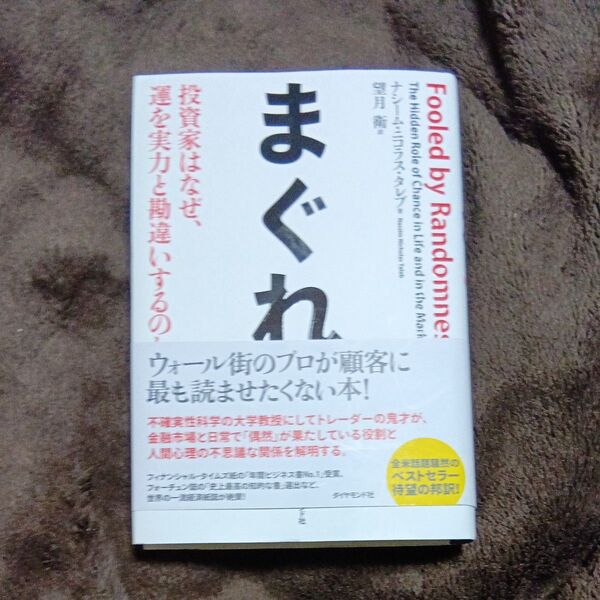 Fooled by Randomnes
The Hidden Role of Chance in Life and in the Mark
ナシーム・ニコラス・タレブ 著
Nassim Nicholas Taleb
望月 衛 訳
まぐれ
投資家はなぜ、
運を実力と勘違いするのか
ウォール街のプロが顧客に
最も読ませたくない本!
不確実性科学の大学教授にしてトレーダーの鬼才が、
金融市場と日常で「偶然」が果たしている役割と
人間心理の不思議な関係を解明する。
フィナンシャル・タイムズ紙の「年間ビジネス書No.1」受賞、
フォーチュン誌の「史上最高の知的な書」選出など、
世界の一流経済紙誌が絶賛!
全米話題騒然の
ベストセラー
待望の邦訳!
ダイヤモンド社
ド社